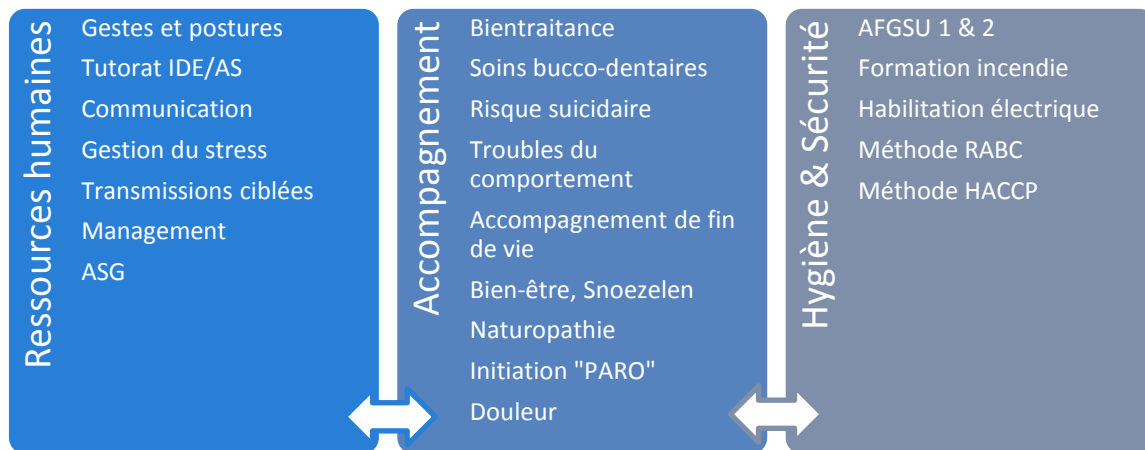 Ressources humaines
Gestes et postures
Tutorat IDE/AS
Communication
Gestion du stress
Transmissions ciblées
Management
ASG
Accompagnement
Bientraitance
Soins bucco-dentaires
Risque suicidaire
Troubles du
comportement
Accompagnement de fin
de vie
Bien-être, Snoezelen
Naturopathie
Initiation "PARO"
Douleur
Hygiène & Sécurité
AFGSU 1 & 2
Formation incendie
Habilitation électrique
Méthode RABC
Méthode HACCP